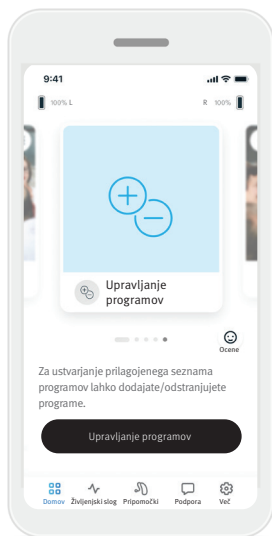 9:41
100% L R 100%
Upravljanje
programov
Ocene
Za ustvarjanje prilagojenega seznama
programov lahko dodajate/odstranjujete
programe.
Upravljanje programov
Domov Življenjski slog Pripomočki Podpora Več